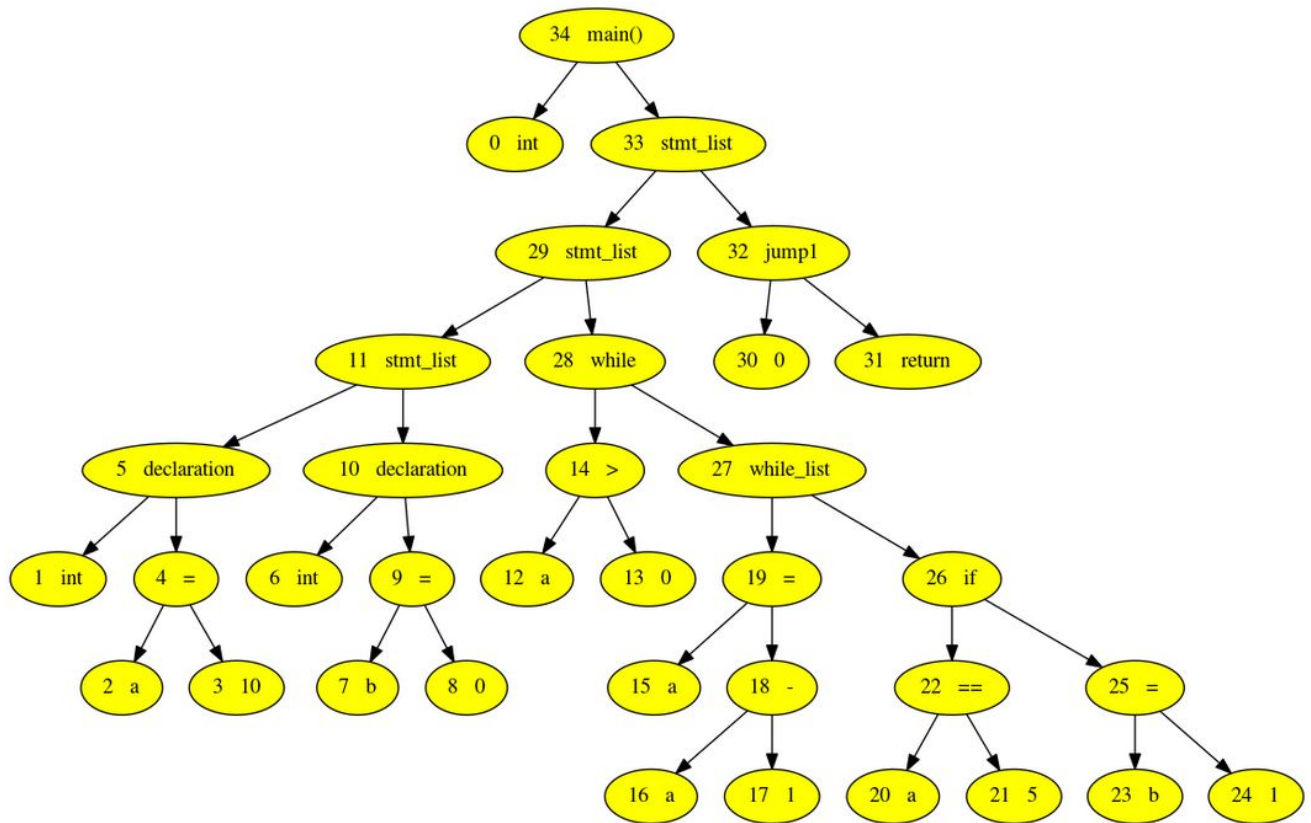 34 main()
0 int
33 stmt_list
29 stmt_list
32 jump1
11 stmt_list
28 while
30 0
31 return
5 declaration
10 declaration
14 >
27 while_list
1 int
4 =
6 int
9 =
12 a
13 0
19 =
26 if
2 a
3 10
7 b
8 0
15 a
18 -
22 ==
25 =
16 a
17 1
20 a
21 5
23 b
24 1